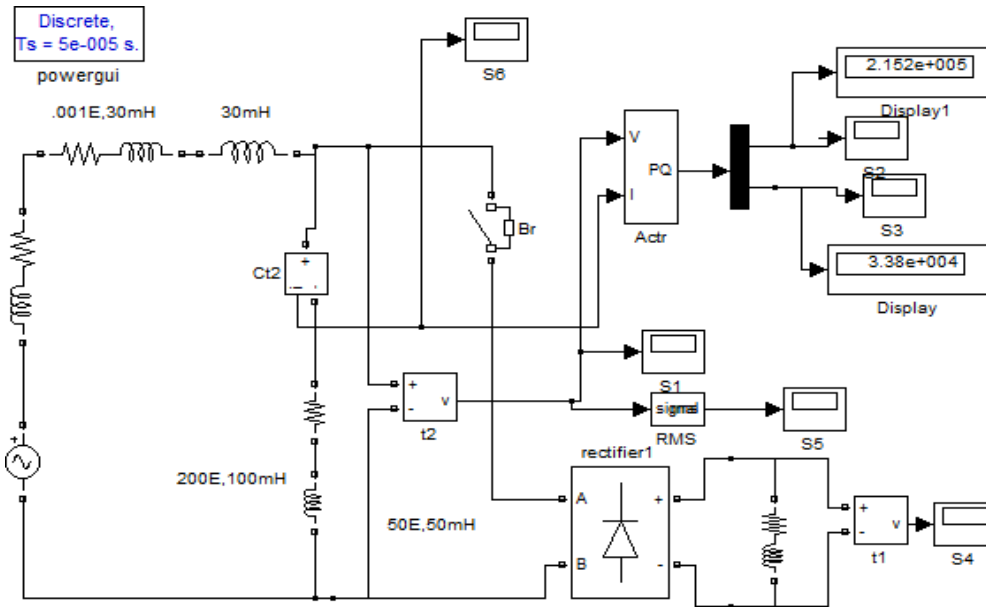 Discrete,
Ts = 5e-005 s.
powergui
S6
2.152e+005
Display1
.001E,30mH
30mH
V
PQ
I
Actr
S2
S3
Br
Ct2
+
3.38e+004
Display
+
-
v
t2
S1
signal
RMS
S5
200E,100mH
50E,50mH
rectifier1
A
+
B
-
+
-
v
t1
S4
+